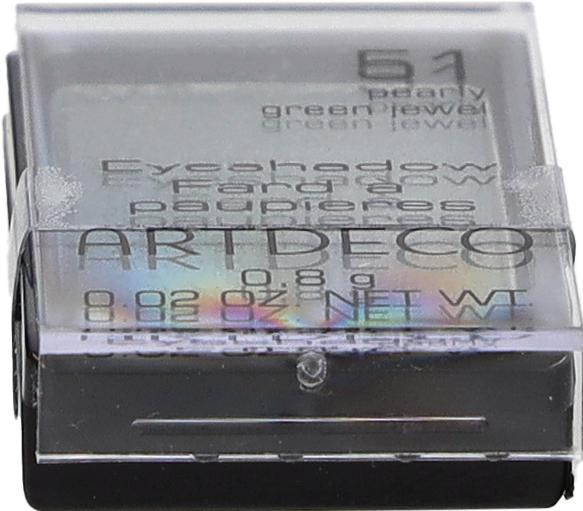 51
pearly
green jewel
Eyeshadow
Fard à
paupières
ARTDECO
0.8 g
0.02 OZ. NET WT.